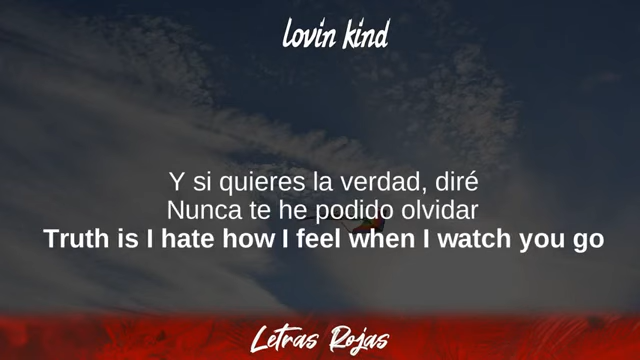 lovin kind
Y si quieres la verdad, diré
Nunca te he podido olvidar
Truth is I hate how I feel when I watch you go
Letras Rojas